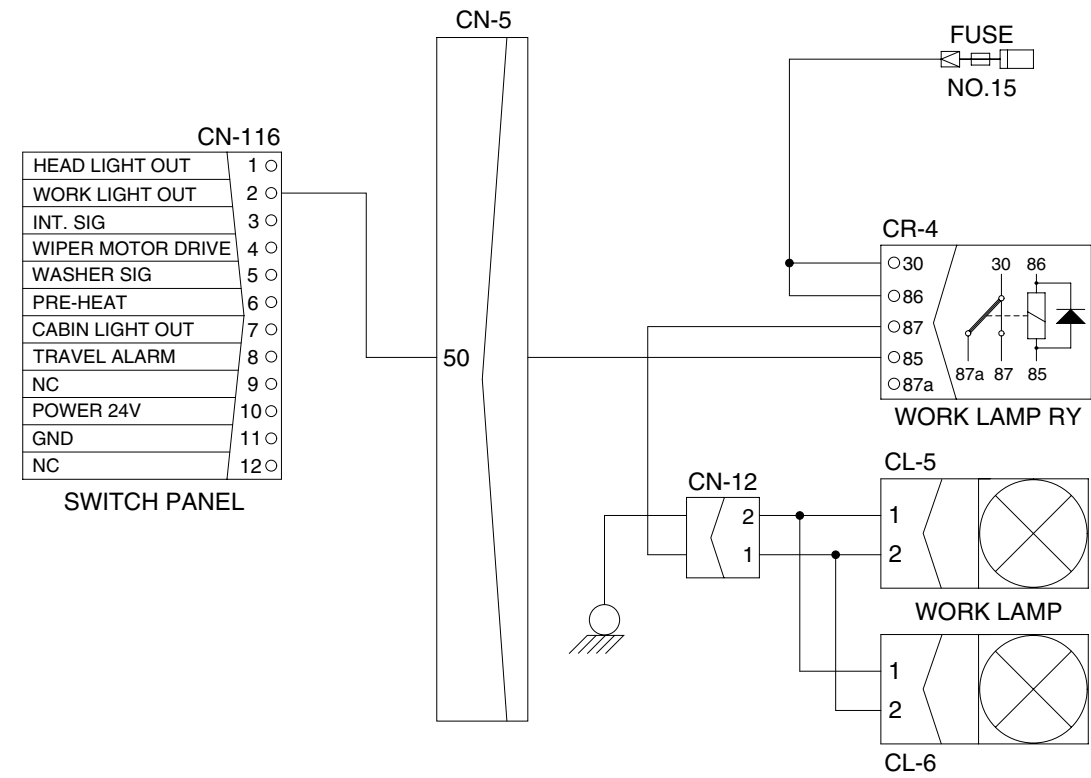 CN-5
FUSE
NO.15
CN-116
HEAD LIGHT OUT 1
WORK LIGHT OUT 2
INT. SIG 3
WIPER MOTOR DRIVE 4
WASHER SIG 5
PRE-HEAT 6
CABIN LIGHT OUT 7
TRAVEL ALARM 8
NC 9
POWER 24V 10
GND 11
NC 12
SWITCH PANEL
50
CR-4
30
86
87
85
87a
30 86
87a 87 85
WORK LAMP RY
CN-12
2
1
CL-5
1
2
WORK LAMP
1
2
CL-6